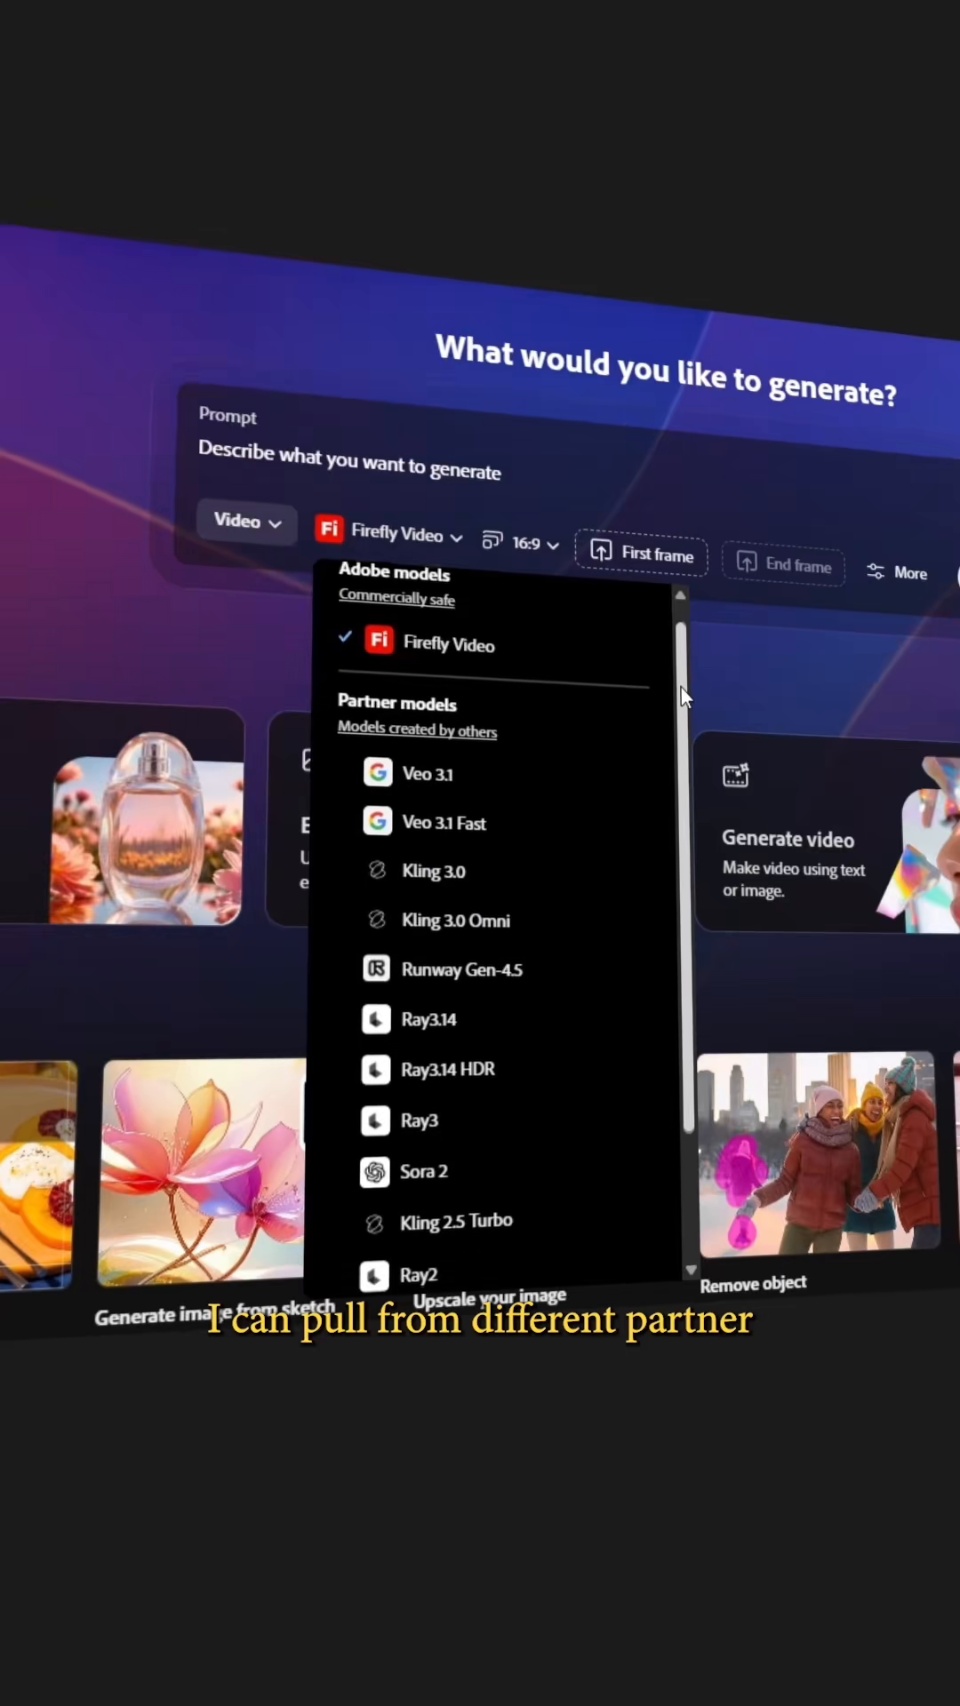 What would you like to generate?
Prompt
Describe what you want to generate
Video
Fi Firefly Video
16:9
First frame
End frame
More
Adobe models
Commercially safe
Fi Firefly Video
Partner models
Models created by others
G Veo 3.1
G Veo 3.1 Fast
Kling 3.0
Kling 3.0 Omni
Runway Gen-4.5
Ray3.14
Ray3.14 HDR
Ray3
Sora 2
Kling 2.5 Turbo
Ray2
Generate video
Make video using text
or image.
Generate image from sketch
Upscale your image
Remove object
I can pull from different partner